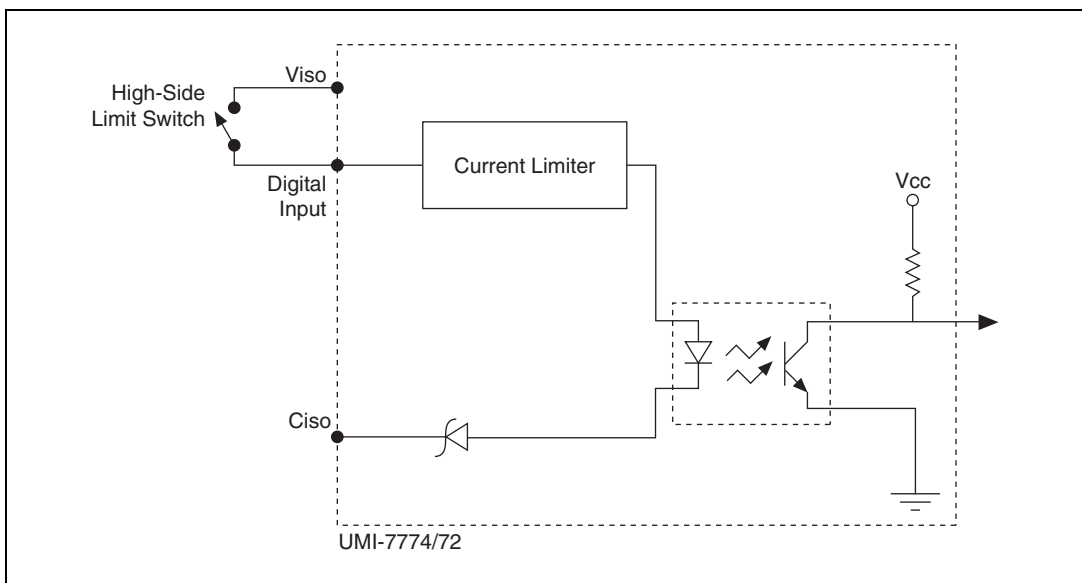 Viso
High-Side
Limit Switch
Current Limiter
Digital
Input
Vcc
Ciso
UMI-7774/72